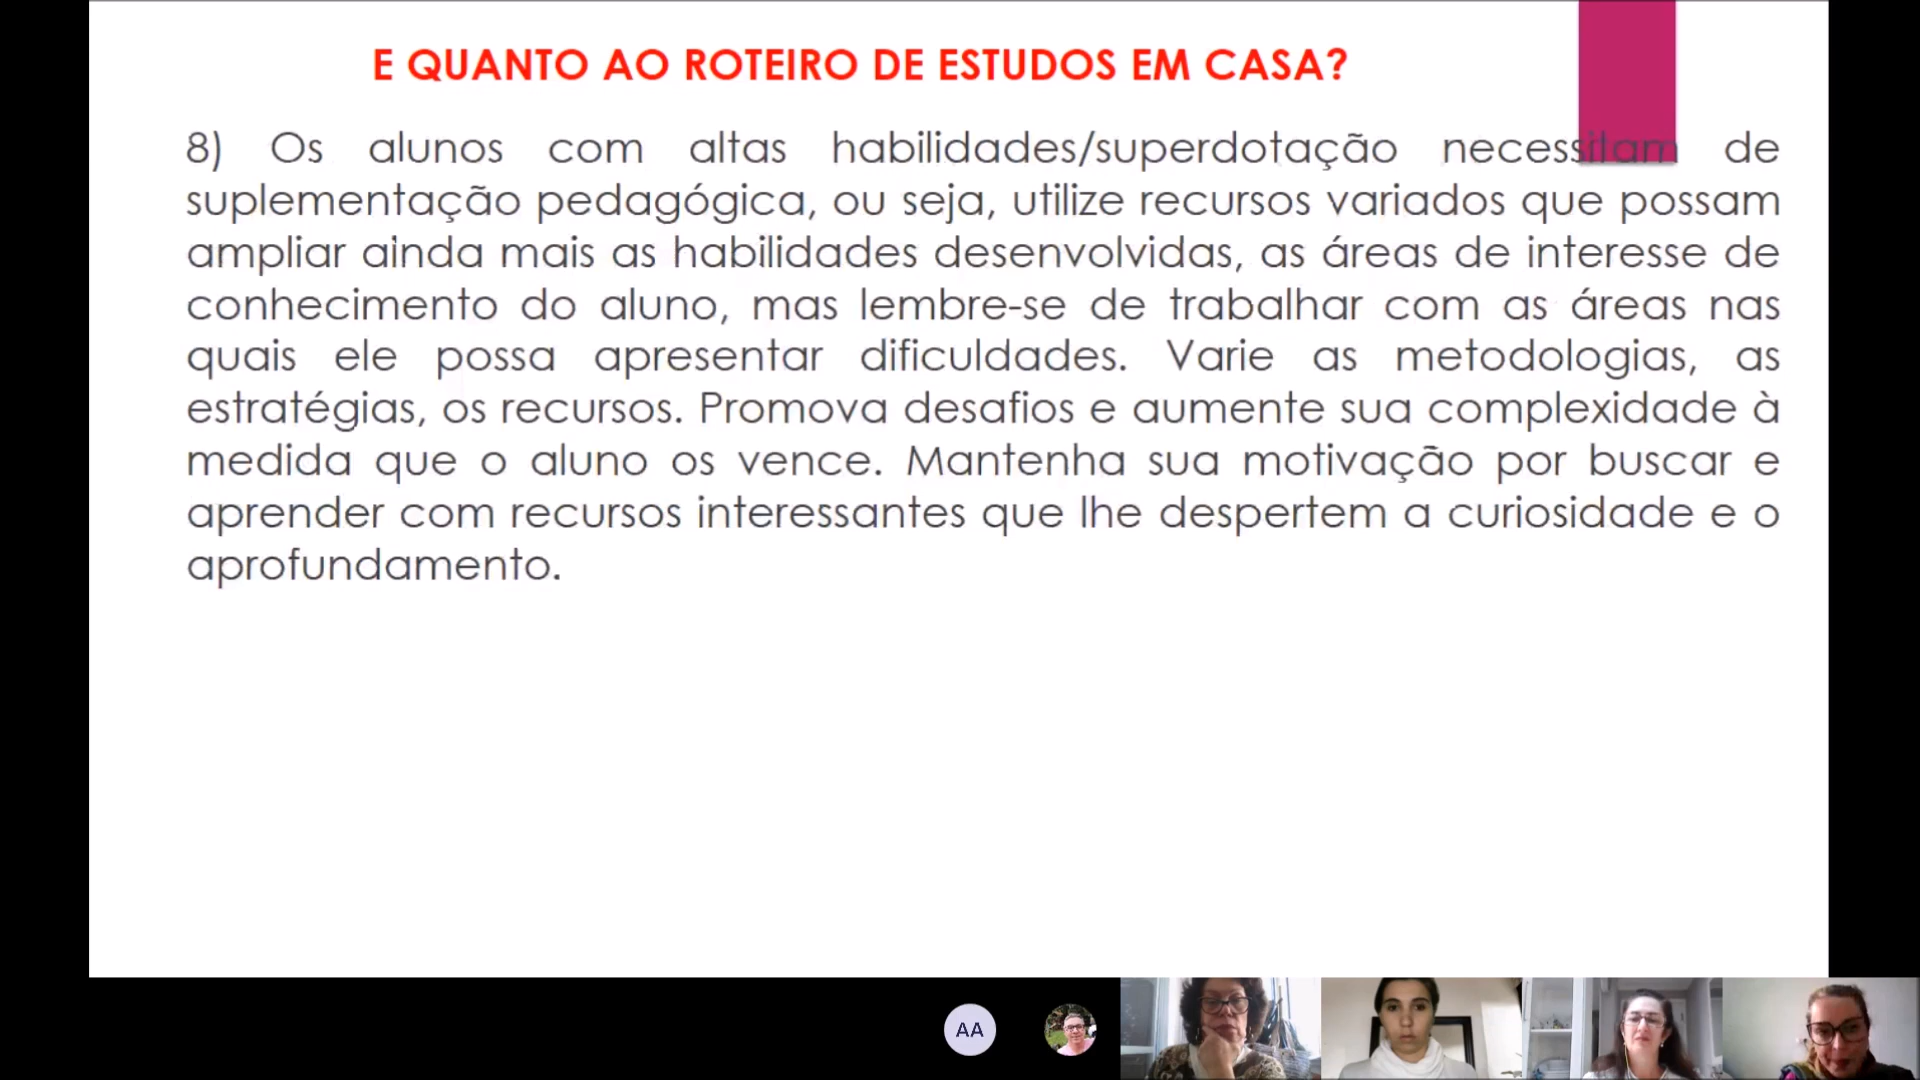 E QUANTO AO ROTEIRO DE ESTUDOS EM CASA?
8) Os alunos com altas habilidades/superdotação necessitam de
suplementação pedagógica, ou seja, utilize recursos variados que possam
ampliar ainda mais as habilidades desenvolvidas, as áreas de interesse de
conhecimento do aluno, mas lembre-se de trabalhar com as áreas nas
quais ele possa apresentar dificuldades. Varie as metodologias, as
estratégias, os recursos. Promova desafios e aumente sua complexidade à
medida que o aluno os vence. Mantenha sua motivação por buscar e
aprender com recursos interessantes que lhe despertem a curiosidade e o
aprofundamento.
AA